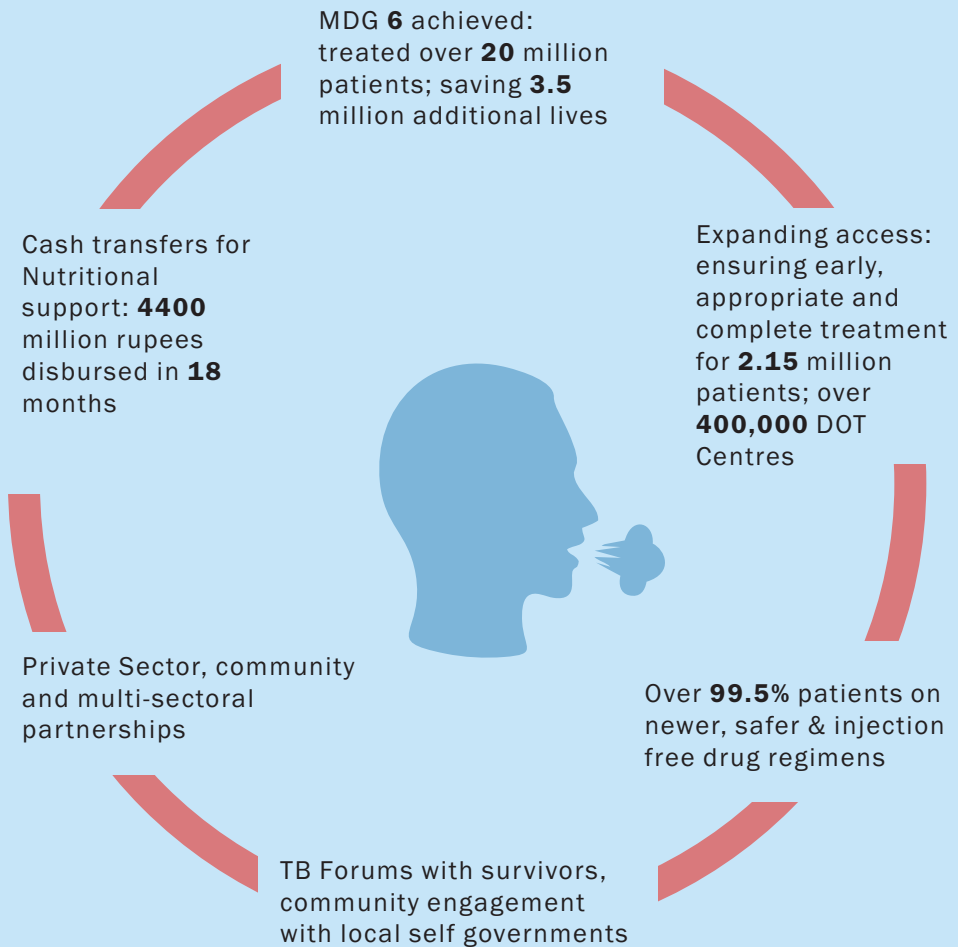 MDG 6 achieved:
treated over 20 million
patients; saving 3.5
million additional lives
Expanding access:
ensuring early,
appropriate and
complete treatment
for 2.15 million
patients; over
400,000 DOT
Centres
Over 99.5% patients on
newer, safer & injection
free drug regimens
TB Forums with survivors,
community engagement
with local self governments
Private Sector, community
and multi-sectoral
partnerships
Cash transfers for
Nutritional
support: 4400
million rupees
disbursed in 18
months